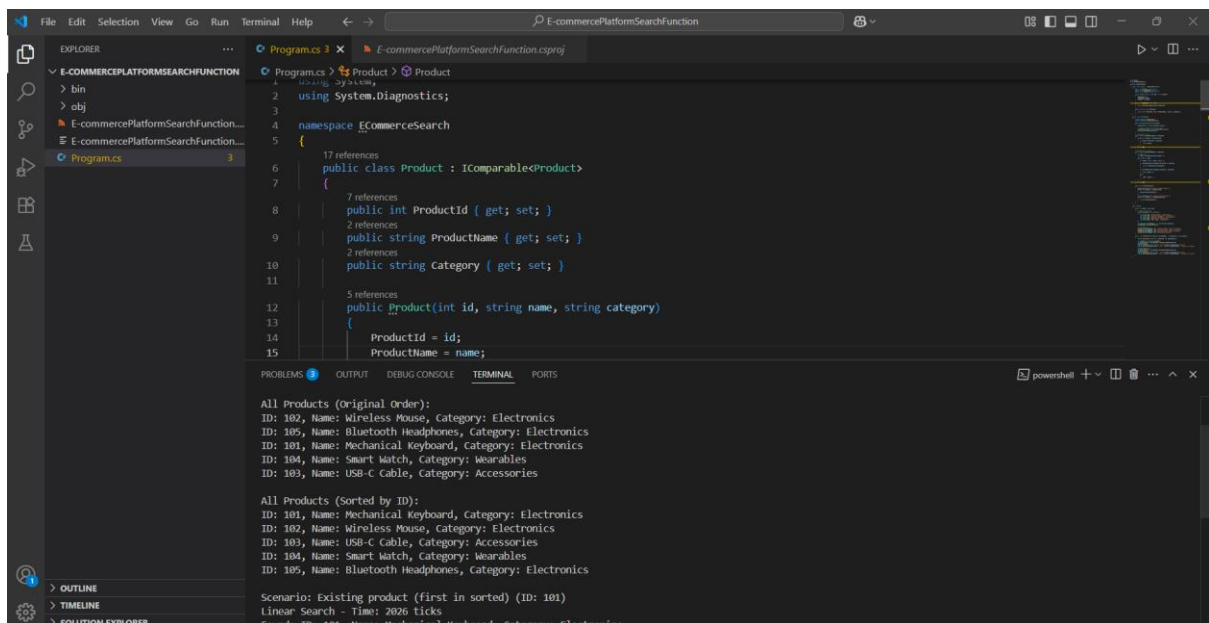 File Edit Selection View Go Run Terminal Help
E-commercePlatformSearchFunction
EXPLORER
E-COMMERCEPLATFORMSEARCHFUNCTION
> bin
> obj
E-commercePlatformSearchFunction....
E-commercePlatformSearchFunction....
Program.cs 3
> OUTLINE
> TIMELINE
> SOLUTION EXPLORER
1
Program.cs 3 E-commercePlatformSearchFunction.csproj
Program.cs > Product > Product
1 using System;
2 using System.Diagnostics;
3
4 namespace ECommerceSearch
5 {
17 references
6 public class Product : IComparable<Product>
7 {
7 references
8 public int ProductId { get; set; }
2 references
9 public string ProductName { get; set; }
2 references
10 public string Category { get; set; }
11
5 references
12 public Product(int id, string name, string category)
13 {
14 ProductId = id;
15 ProductName = name;
PROBLEMS 3 OUTPUT DEBUG CONSOLE TERMINAL PORTS
powershell
All Products (Original Order):
ID: 102, Name: Wireless Mouse, Category: Electronics
ID: 105, Name: Bluetooth Headphones, Category: Electronics
ID: 101, Name: Mechanical Keyboard, Category: Electronics
ID: 104, Name: Smart Watch, Category: Wearables
ID: 103, Name: USB-C Cable, Category: Accessories
All Products (Sorted by ID):
ID: 101, Name: Mechanical Keyboard, Category: Electronics
ID: 102, Name: Wireless Mouse, Category: Electronics
ID: 103, Name: USB-C Cable, Category: Accessories
ID: 104, Name: Smart Watch, Category: Wearables
ID: 105, Name: Bluetooth Headphones, Category: Electronics
Scenario: Existing product (first in sorted) (ID: 101)
Linear Search - Time: 2026 ticks